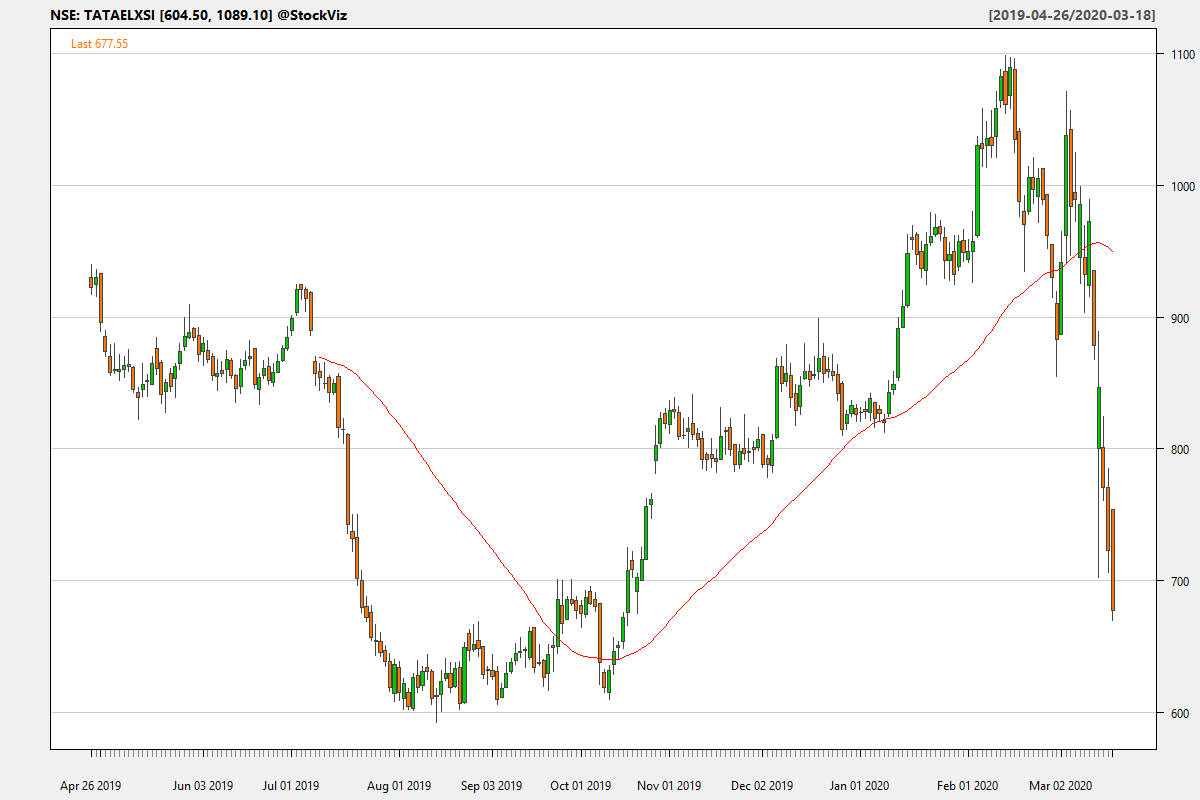 NSE: TATAELXSI [604.50, 1089.10] @StockViz
[2019-04-26/2020-03-18]
Last 677.55
1100
1000
900
800
700
600
Apr 26 2019 Jun 03 2019 Jul 01 2019 Aug 01 2019 Sep 03 2019 Oct 01 2019 Nov 01 2019 Dec 02 2019 Jan 01 2020 Feb 01 2020 Mar 02 2020